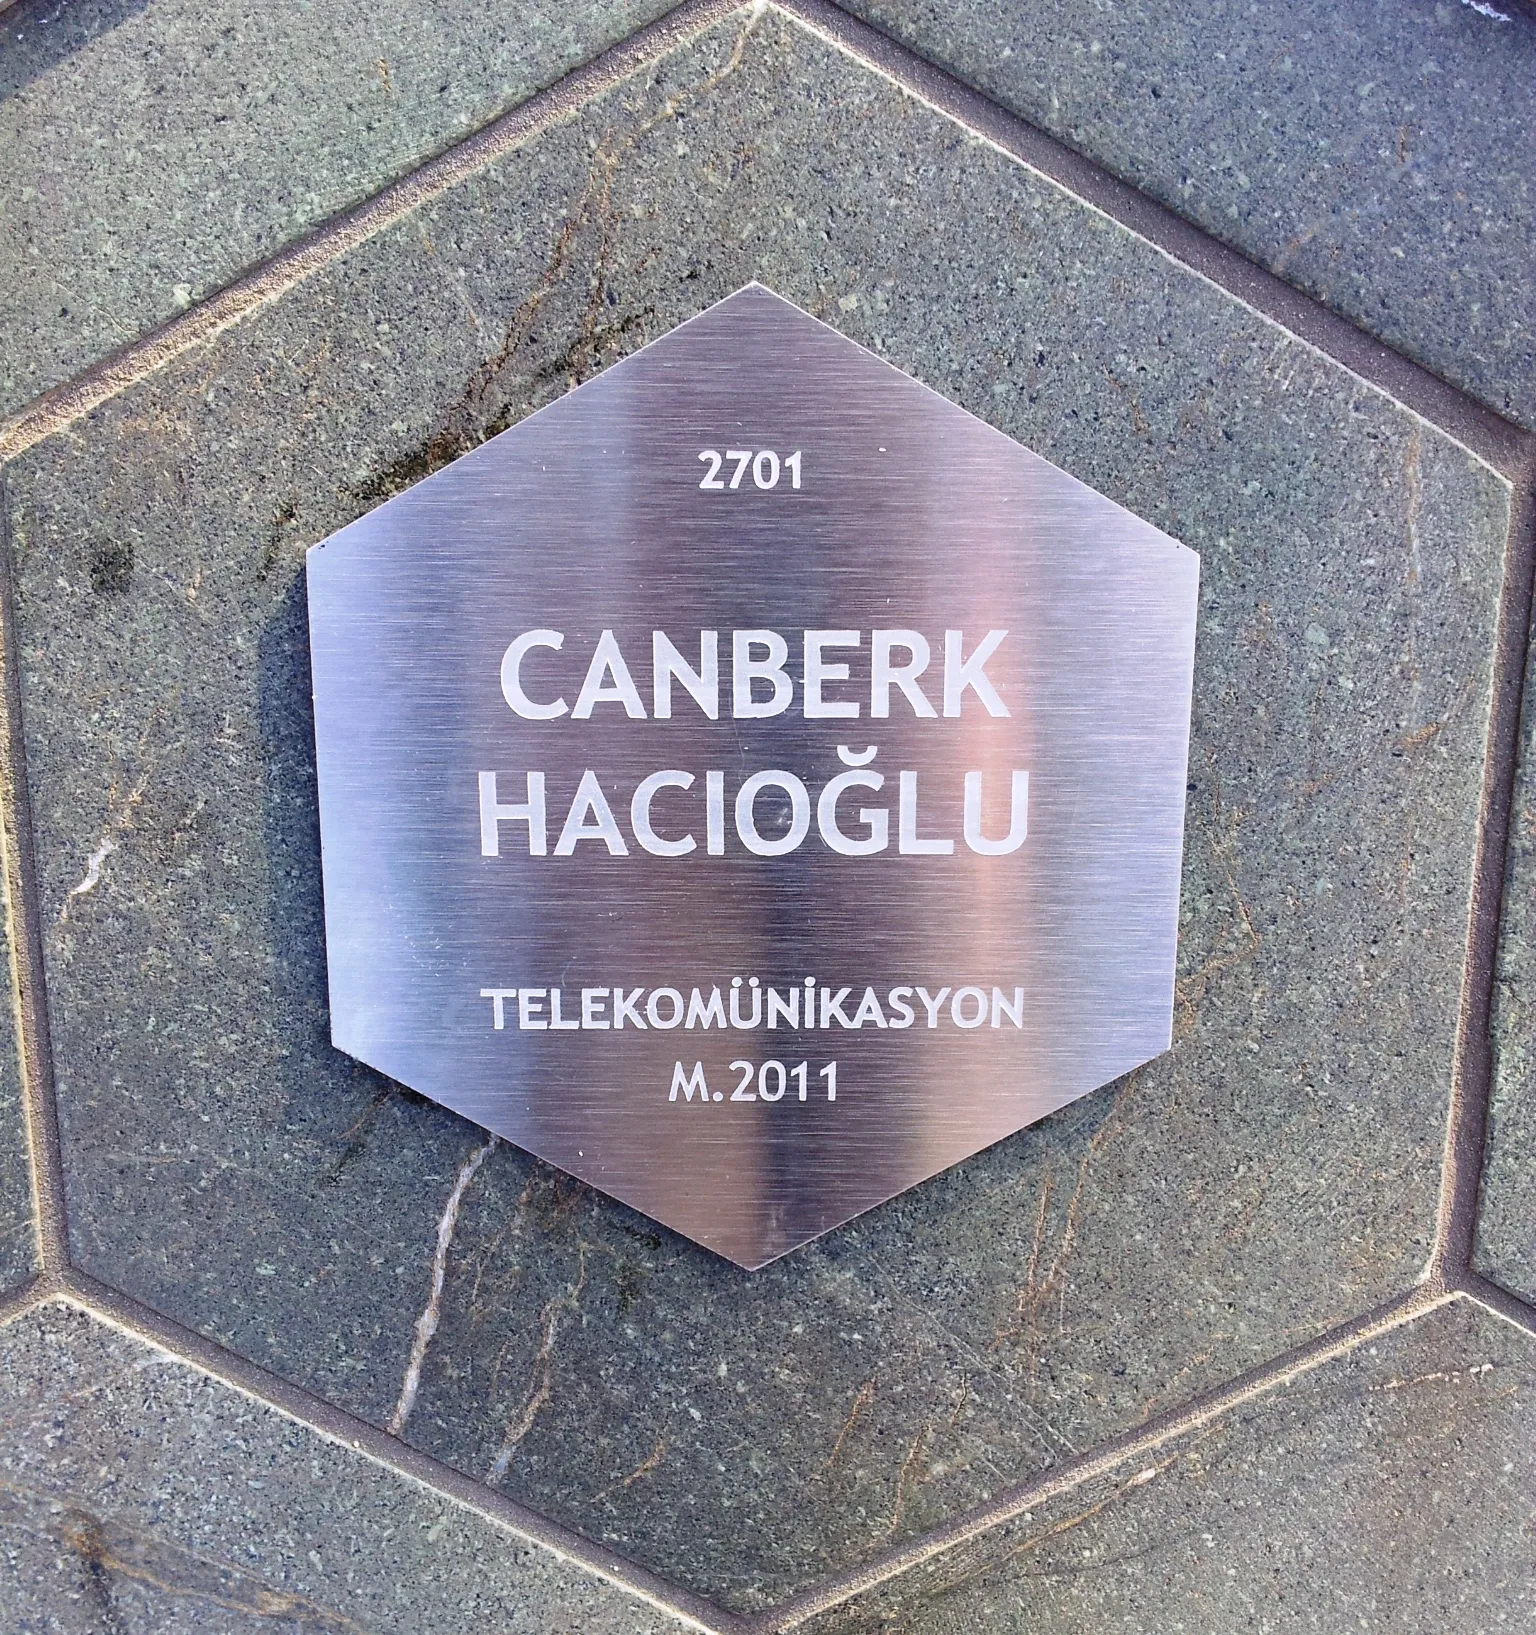 2701
CANBERK
HACIOĞLU
TELEKOMÜNİKASYON
M.2011